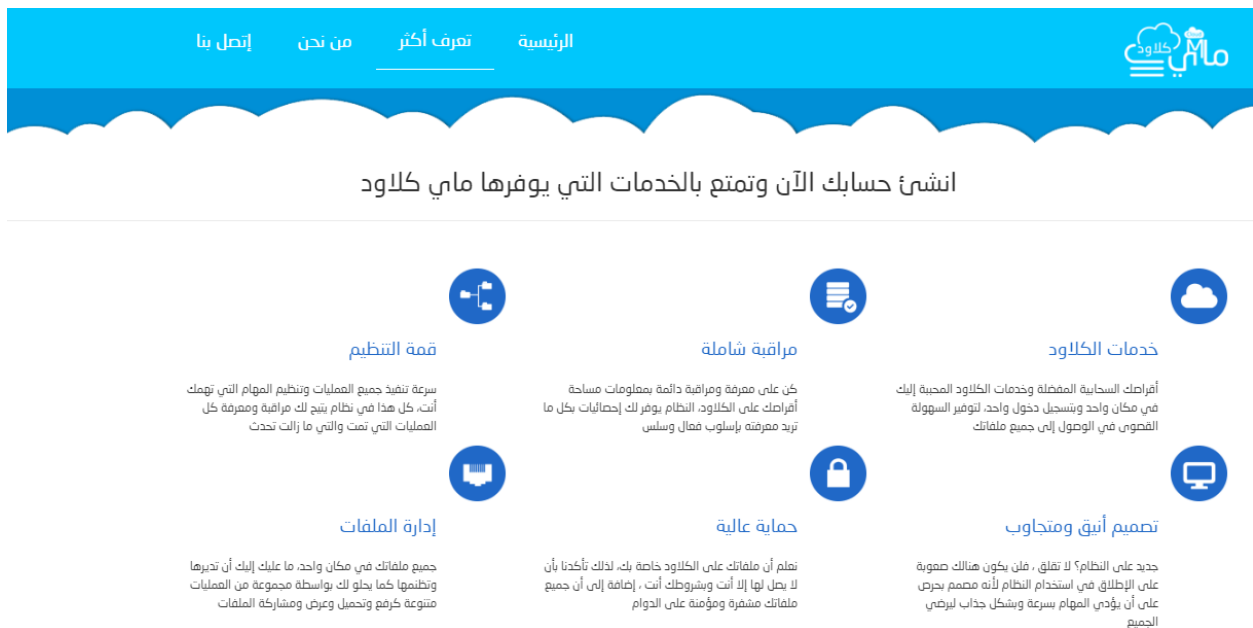 ماي كلاود
الرئيسية
تعرف أكثر
من نحن
إتصل بنا
انشئ حسابك الآن وتمتع بالخدمات التي يوفرها ماي كلاود
خدمات الكلاود
أقراصك السحابية المفضلة وخدمات الكلاود المحببة إليك
في مكان واحد وبتسجيل دخول واحد، لتوفير السهولة
القصوى في الوصول إلى جميع ملفاتك
مراقبة شاملة
كن على معرفة ومراقبة دائمة بمعلومات مساحة
أقراصك على الكلاود، النظام يوفر لك إحصائيات بكل ما
تريد معرفته بإسلوب فعال وسلس
قمة التنظيم
سرعة تنفيذ جميع العمليات وتنظيم المهام التي تهمك
أنت، كل هذا في نظام يتيح لك مراقبة ومعرفة كل
العمليات التي تمت والتي ما زالت تحدث
تصميم أنيق ومتجاوب
جديد على النظام؟ لا تقلق ، فلن يكون هنالك صعوبة
على الإطلاق في استخدام النظام لأنه مصمم بحرص
على أن يؤدي المهام بسرعة وبشكل جذاب ليرضي
الجميع
حماية عالية
نعلم أن ملفاتك على الكلاود خاصة بك، لذلك تأكدنا بأن
لا يصل لها إلا أنت وبشروطك أنت ، إضافة إلى أن جميع
ملفاتك مشفرة ومؤمنة على الدوام
إدارة الملفات
جميع ملفاتك في مكان واحد، ما عليك إليك أن تديرها
وتظنمها كما يحلو لك بواسطة مجموعة من العمليات
متنوعة كرفع وتحميل وعرض ومشاركة الملفات